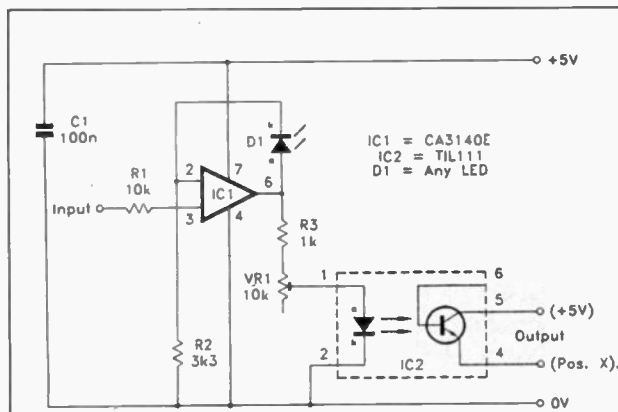 +5V
C1
100n
D1
k
a
IC1 = CA3140E
IC2 = TIL111
D1 = Any LED
R1
10k
2
7
IC1
6
3
4
Input
R3
1k
VR1
10k
1
6
5
(+5V)
a
Output
R2
3k3
2
k
IC2
4
(Pos. X).
0V